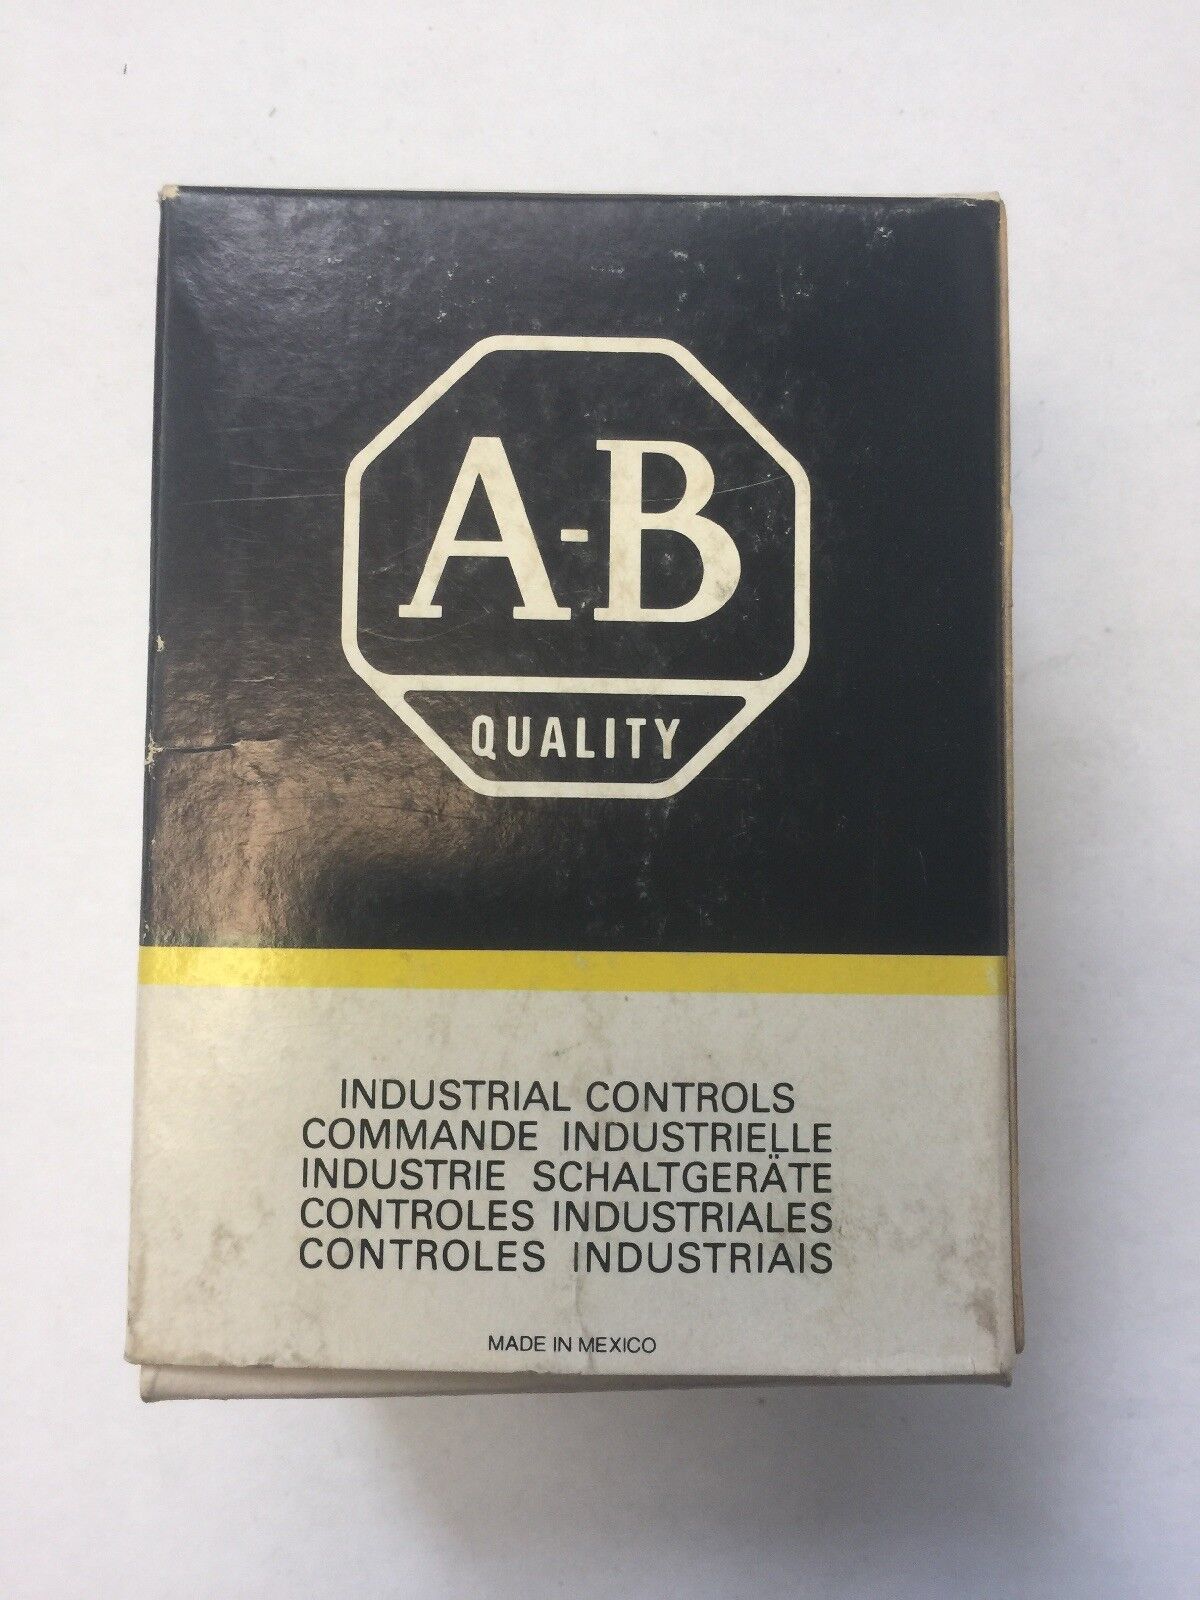 A-B
QUALITY
INDUSTRIAL CONTROLS
COMMANDE INDUSTRIELLE
INDUSTRIE SCHALTGERÄTE
CONTROLES INDUSTRIALES
CONTROLES INDUSTRIAIS
MADE IN MEXICO